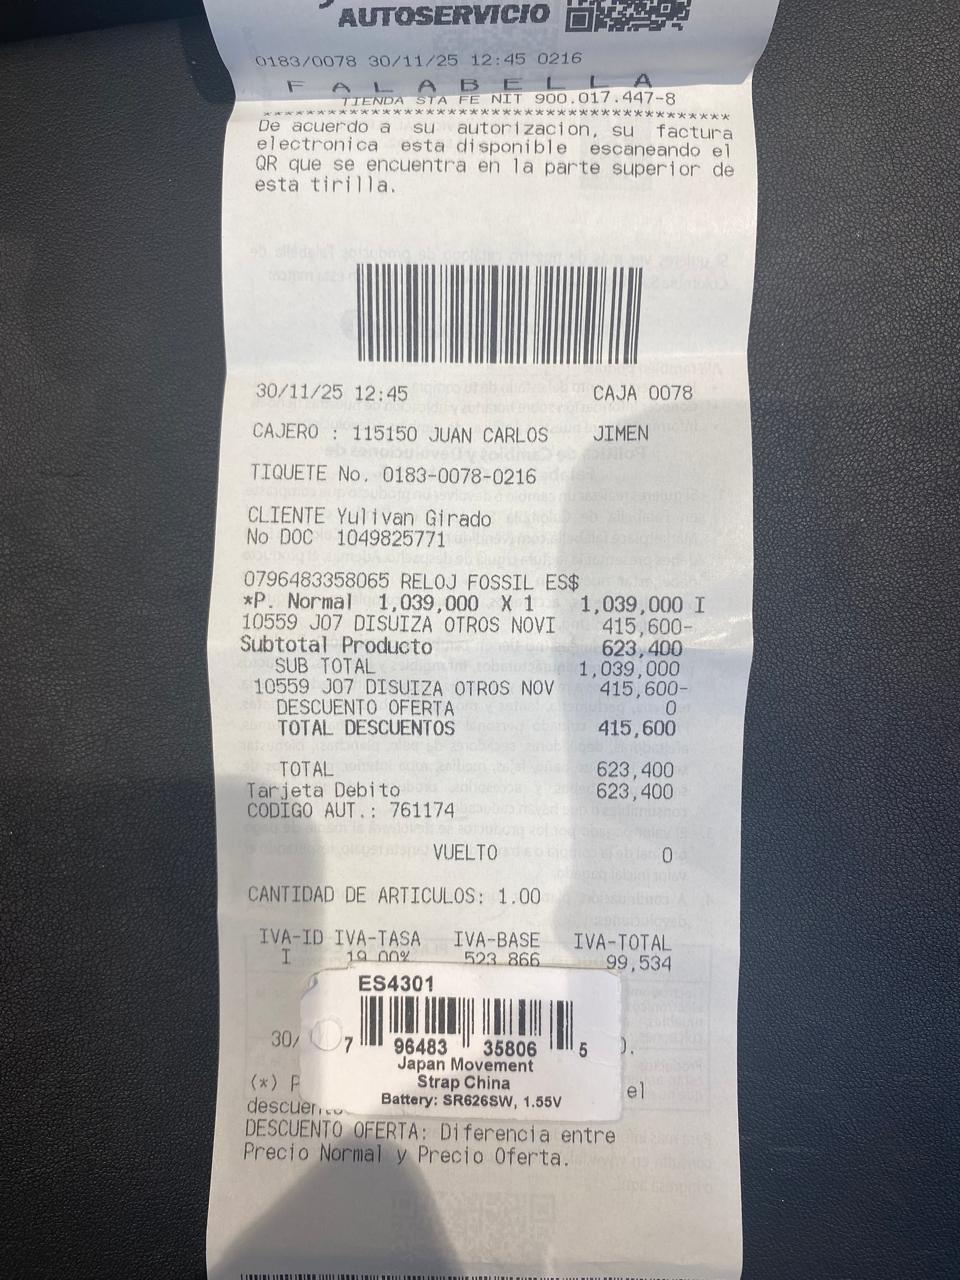 AUTOSERVICIO
0183/0078 30/11/25 12:45 0216
F A L A B E L L A
TIENDA STA FE NIT 900.017.447-8
De acuerdo a su autorizacion, su factura
electronica esta disponible escaneando el
QR que se encuentra en la parte superior de
esta tirilla.
30/11/25 12:45 CAJA 0078
CAJERO : 115150 JUAN CARLOS JIMEN
TIQUETE No. 0183-0078-0216
CLIENTE Yulivan Girado
No DOC 1049825771
0796483358065 RELOJ FOSSIL ES$
*P. Normal 1,039,000 X 1 1,039,000 I
10559 J07 DISUIZA OTROS NOVI 415,600-
Subtotal Producto 623,400
SUB TOTAL 1,039,000
10559 J07 DISUIZA OTROS NOV 415,600-
DESCUENTO OFERTA 0
TOTAL DESCUENTOS 415,600
TOTAL 623,400
Tarjeta Debito 623,400
CODIGO AUT.: 761174
VUELTO 0
CANTIDAD DE ARTICULOS: 1.00
IVA-ID IVA-TASA IVA-BASE IVA-TOTAL
I 19.00% 523,866 99,534
ES4301
30/
7 96483 35806 5
Japan Movement
Strap China
Battery: SR626SW, 1.55V
(*) P el
descuento
DESCUENTO OFERTA: Diferencia entre
Precio Normal y Precio Oferta.